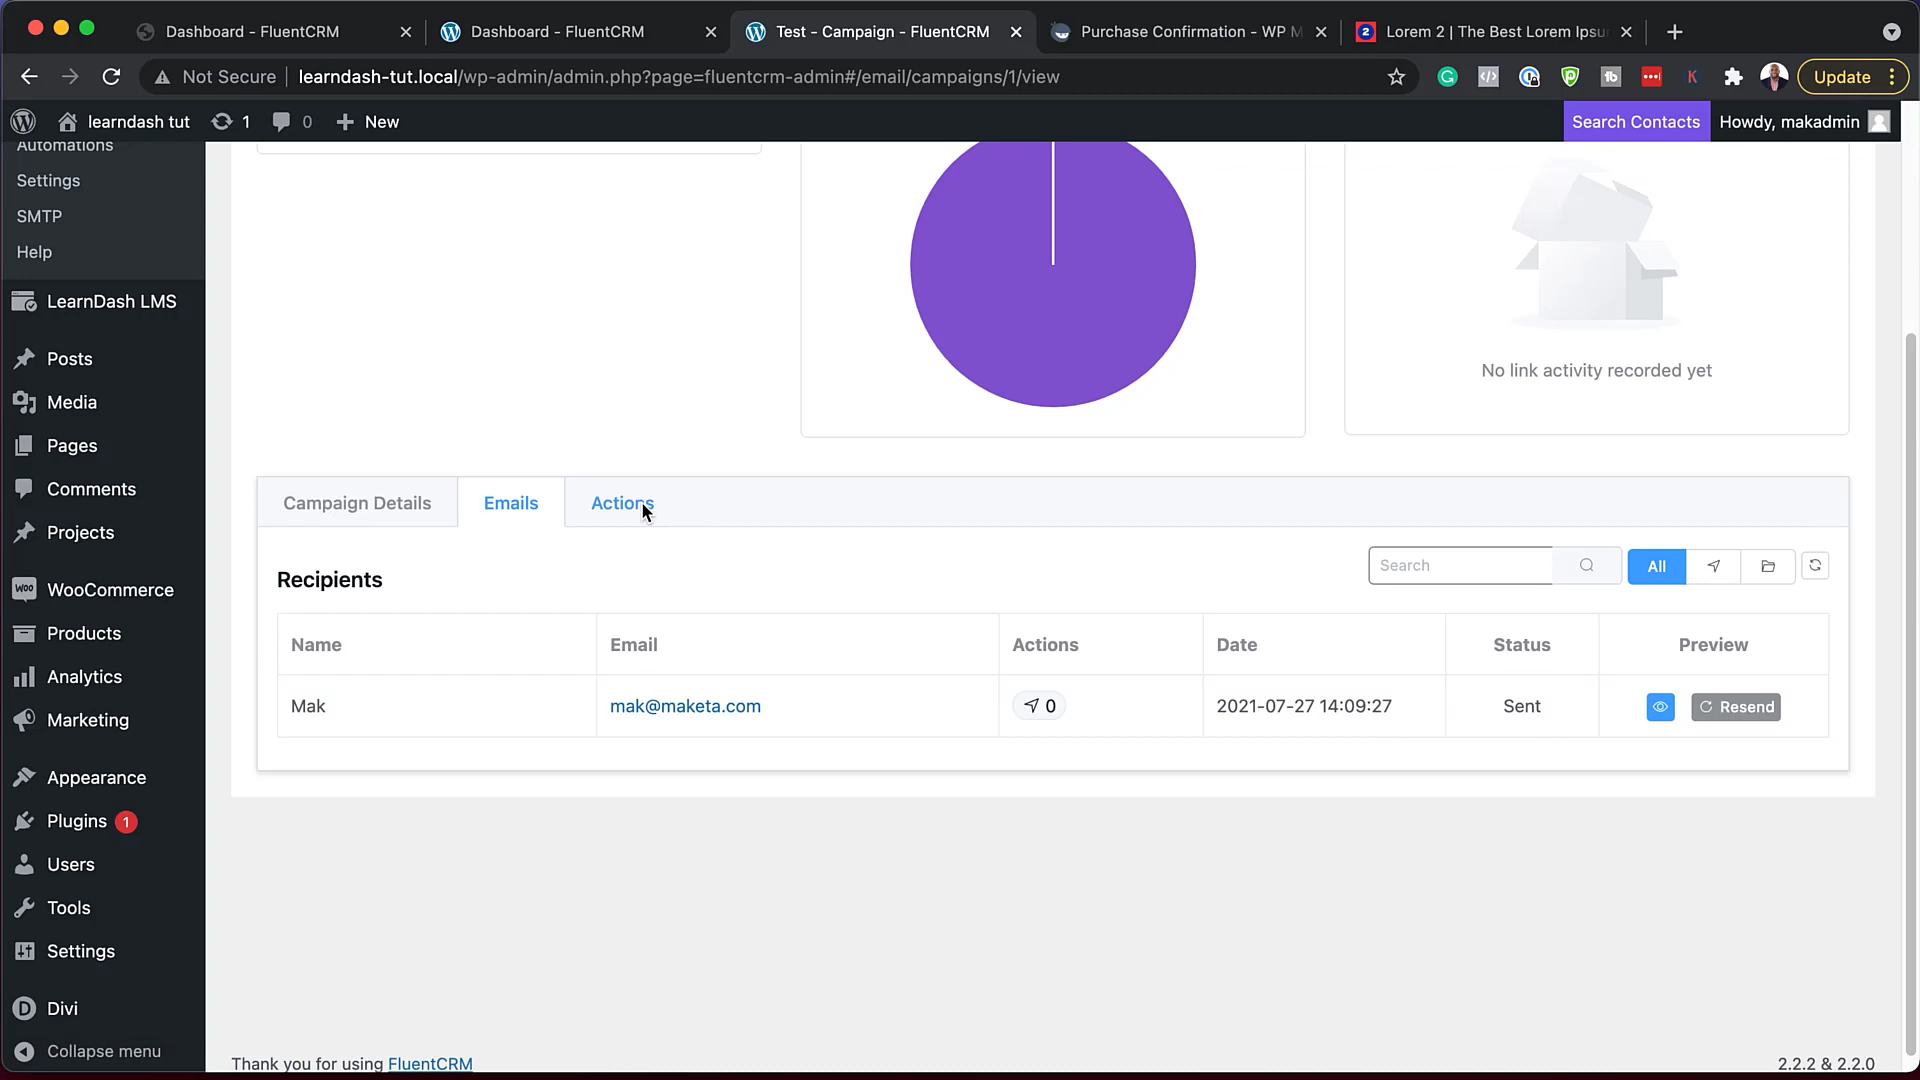 Dashboard - FluentCRM
Dashboard - FluentCRM
Test - Campaign - FluentCRM
Purchase Confirmation - WP M
Lorem 2 | The Best Lorem Ipsu
Not Secure
learndash-tut.local/wp-admin/admin.php?page=fluentcrm-admin#/email/campaigns/1/view
Update
learndash tut
1
0
New
Search Contacts
Howdy, makadmin
Automations
Settings
SMTP
Help
LearnDash LMS
Posts
Media
Pages
Comments
Projects
WooCommerce
Products
Analytics
Marketing
Appearance
Plugins 1
Users
Tools
Settings
Divi
Collapse menu
No link activity recorded yet
Campaign Details
Emails
Actions
Recipients
Search
All
Name Email Actions Date Status Preview
Mak mak@maketa.com 0 2021-07-27 14:09:27 Sent Resend
Thank you for using FluentCRM
2.2.2 & 2.2.0